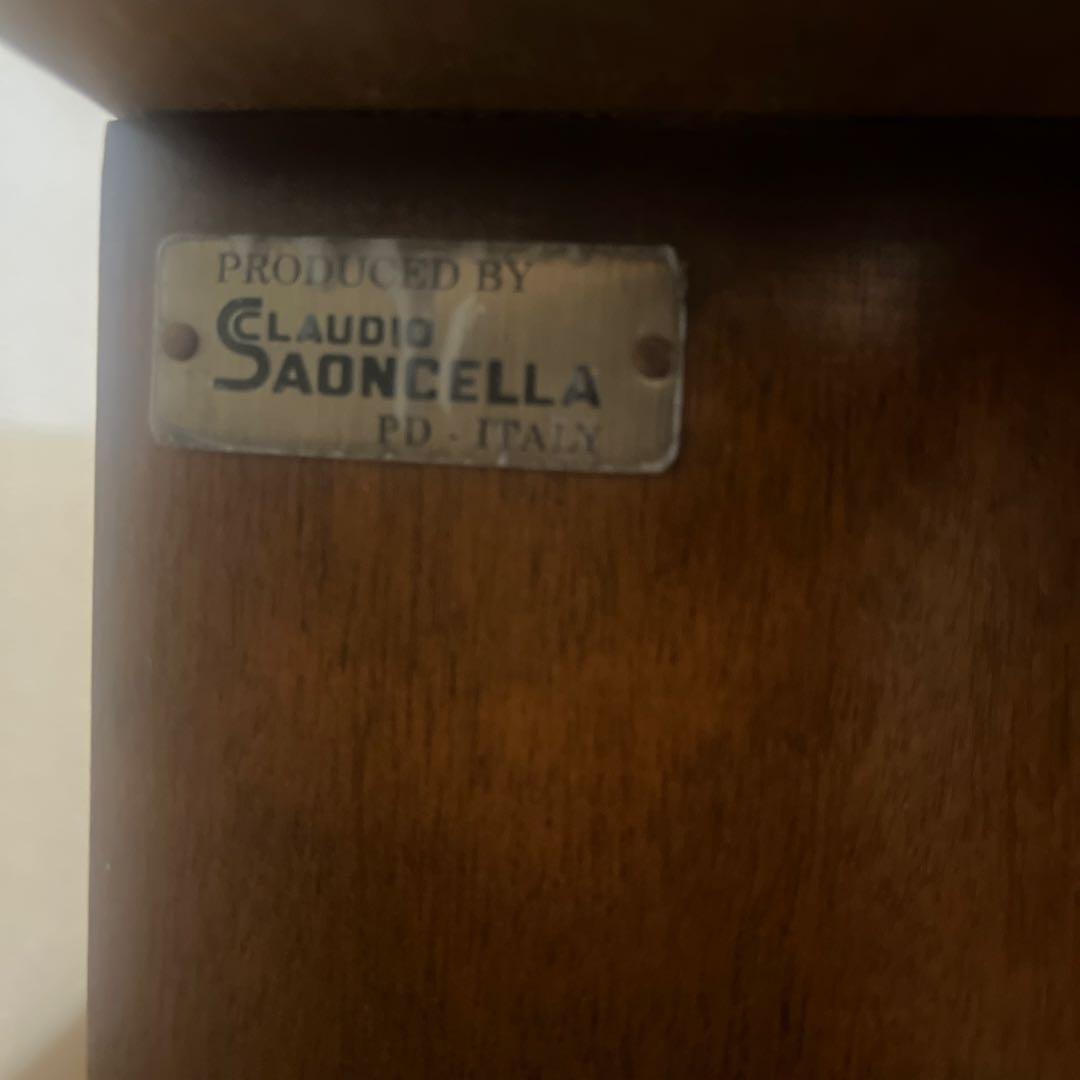 PRODUCED BY
CLAUDIO
SAONCELLA
PD - ITALY